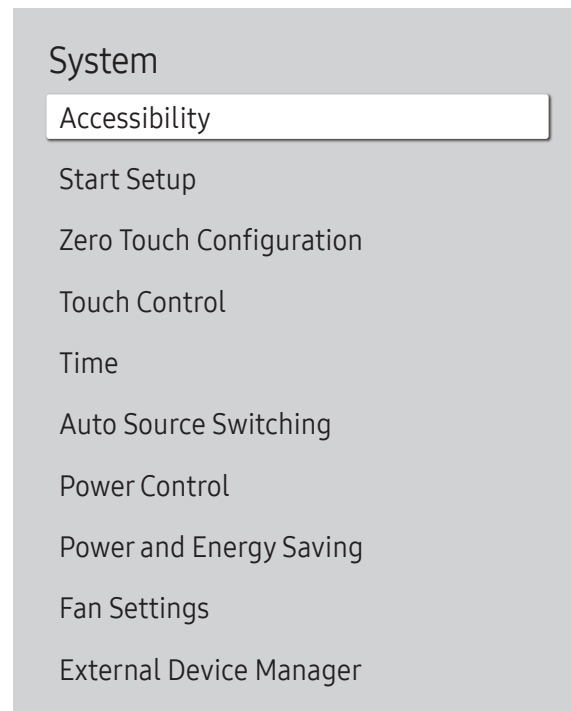 System
Accessibility
Start Setup
Zero Touch Configuration
Touch Control
Time
Auto Source Switching
Power Control
Power and Energy Saving
Fan Settings
External Device Manager